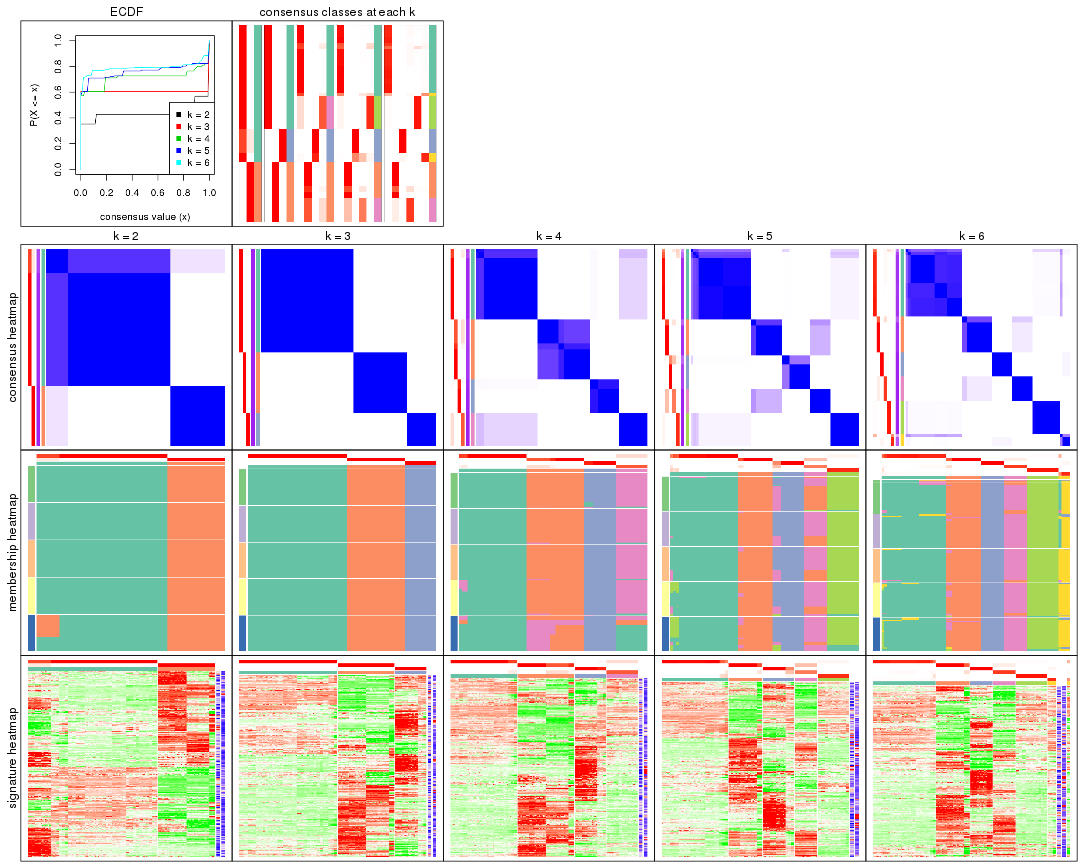 ECDF
consensus classes at each k
P(X <= x)
0.0 0.2 0.4 0.6 0.8 1.0
k = 2
k = 3
k = 4
k = 5
k = 6
0.0 0.2 0.4 0.6 0.8 1.0
consensus value (x)
k = 2
k = 3
k = 4
k = 5
k = 6
consensus heatmap
membership heatmap
signature heatmap